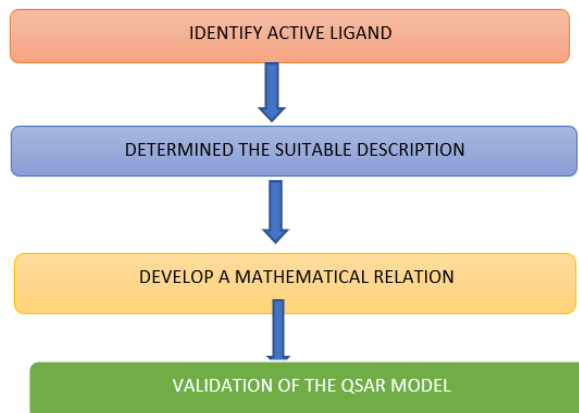 IDENTIFY ACTIVE LIGAND
DETERMINED THE SUITABLE DESCRIPTION
DEVELOP A MATHEMATICAL RELATION
VALIDATION OF THE QSAR MODEL